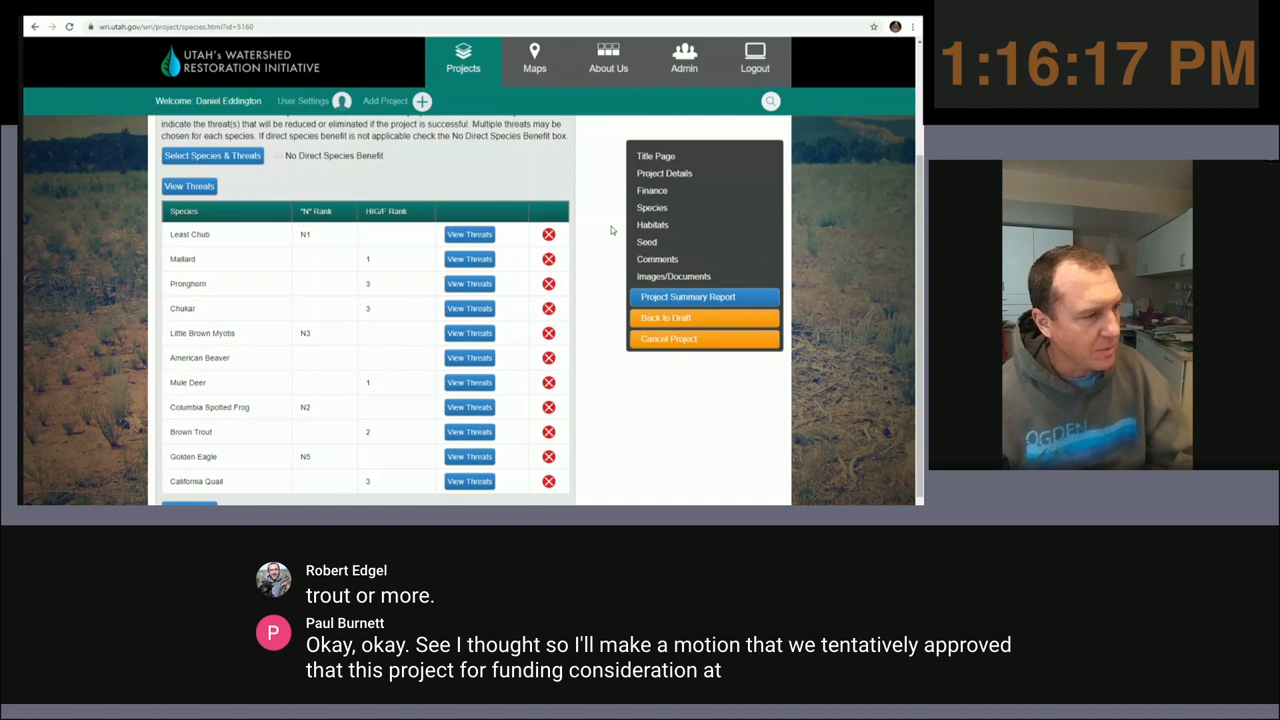 wri.utah.gov/wri/project/species.html?id=5160
1:16:17 PM
UTAH's WATERSHED
RESTORATION INITIATIVE
Projects
Maps
About Us
Admin
Logout
Welcome: Daniel Eddington
User Settings
Add Project
indicate the threat(s) that will be reduced or eliminated if the project is successful. Multiple threats may be
chosen for each species. If direct species benefit is not applicable check the No Direct Species Benefit box.
Select Species & Threats
No Direct Species Benefit
View Threats
Species "N" Rank HIG/F Rank
Least Chub N1 View Threats
Mallard 1 View Threats
Pronghorn 3 View Threats
Chukar 3 View Threats
Little Brown Myotis N3 View Threats
American Beaver View Threats
Mule Deer 1 View Threats
Columbia Spotted Frog N2 View Threats
Brown Trout 2 View Threats
Golden Eagle N5 View Threats
California Quail 3 View Threats
Title Page
Project Details
Finance
Species
Habitats
Seed
Comments
Images/Documents
Project Summary Report
Back to Draft
Cancel Project
OGDEN
Robert Edgel
trout or more.
P
Paul Burnett
Okay, okay. See I thought so I'll make a motion that we tentatively approved
that this project for funding consideration at